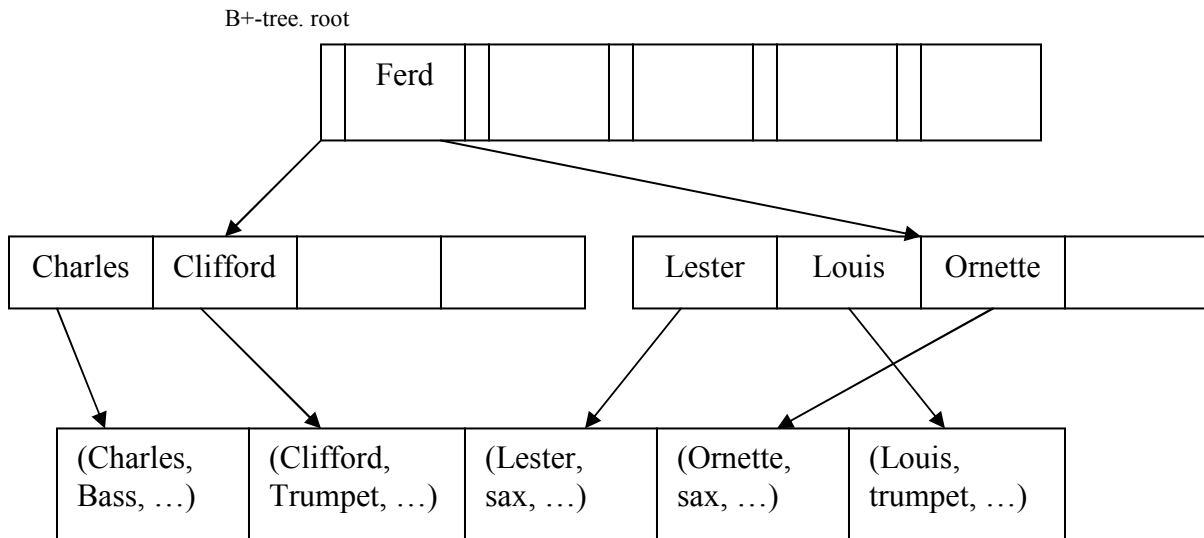 B+-tree. root
Ferd
Charles
Clifford
Lester
Louis
Ornette
(Charles,
Bass, …)
(Clifford,
Trumpet, …)
(Lester,
sax, …)
(Ornette,
sax, …)
(Louis,
trumpet, …)